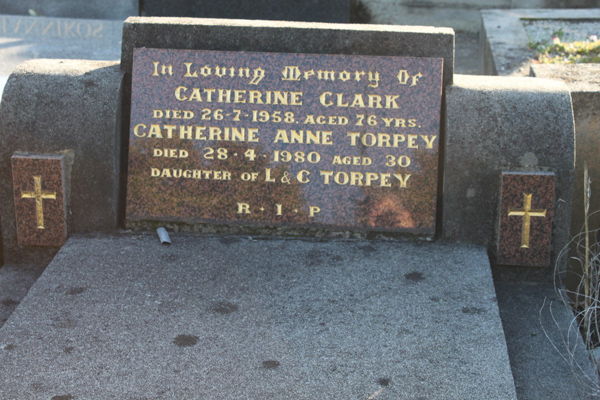 IANNIKOS
In Loving Memory Of
CATHERINE CLARK
DIED 26-7-1958. AGED 76 YRS.
CATHERINE ANNE TORPEY
DIED 28·4·1980 AGED 30
DAUGHTER OF L & C TORPEY
R·I·P